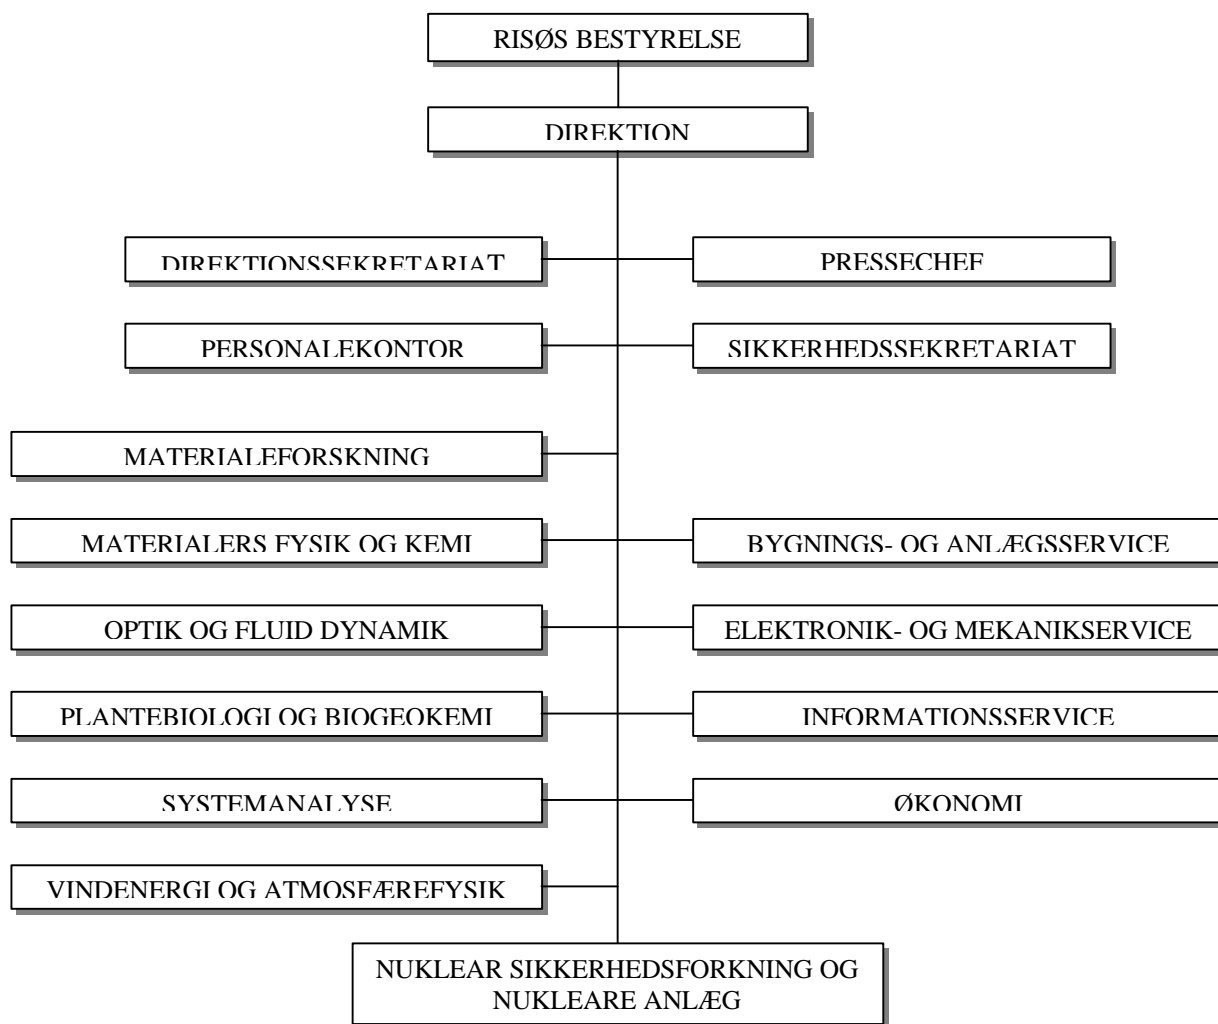 RISØS BESTYRELSE
DIREKTION
DIREKTIONSSEKRETARIAT
PRESSECHEF
PERSONALEKONTOR
SIKKERHEDSSEKRETARIAT
MATERIALEFORSKNING
MATERIALERS FYSIK OG KEMI
BYGNINGS- OG ANLÆGSSERVICE
OPTIK OG FLUID DYNAMIK
ELEKTRONIK- OG MEKANIKSERVICE
PLANTEBIOLOGI OG BIOGEOKEMI
INFORMATIONSSERVICE
SYSTEMANALYSE
ØKONOMI
VINDENERGI OG ATMOSFÆREFYSIK
NUKLEAR SIKKERHEDSFORKNING OG
NUKLEARE ANLÆG